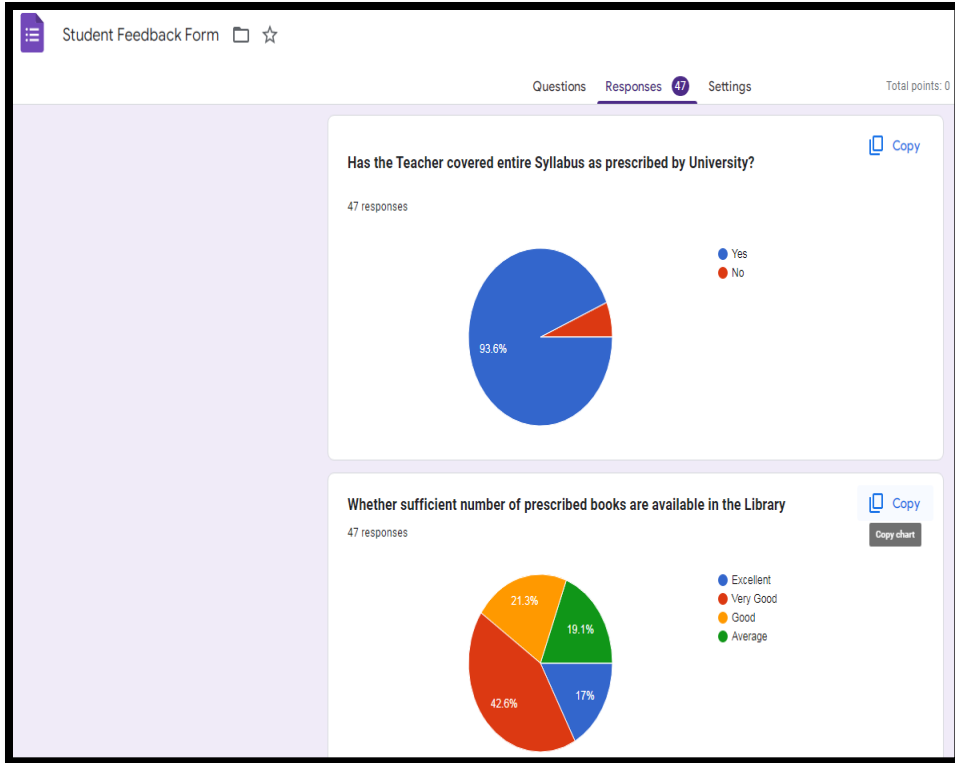 Student Feedback Form
Questions Responses 47 Settings
Total points: 0
Has the Teacher covered entire Syllabus as prescribed by University?
Copy
47 responses
Yes
No
93.6%
Whether sufficient number of prescribed books are available in the Library
Copy
Copy chart
47 responses
Excellent
Very Good
Good
Average
21.3%
19.1%
42.6%
17%